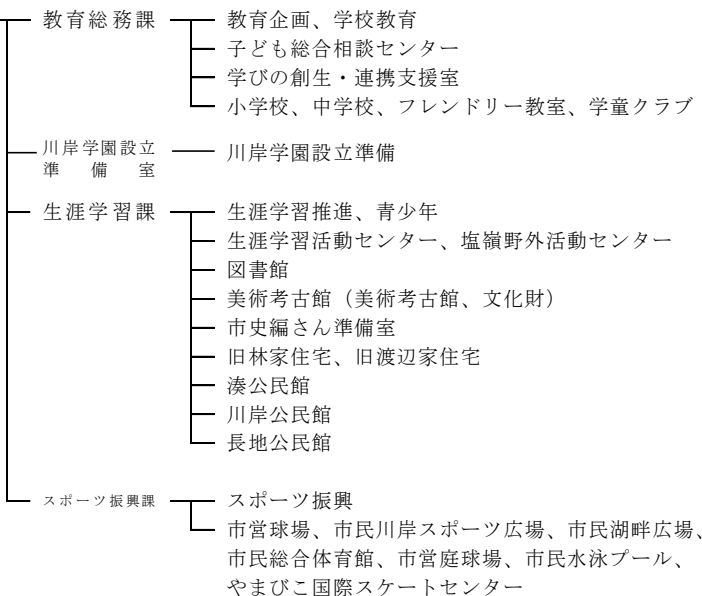 教育総務課 教育企画、学校教育
子ども総合相談センター
学びの創生・連携支援室
小学校、中学校、フレンドリー教室、学童クラブ
川岸学園設立
準備室 川岸学園設立準備
生涯学習課 生涯学習推進、青少年
生涯学習活動センター、塩嶺野外活動センター
図書館
美術考古館（美術考古館、文化財）
市史編さん準備室
旧林家住宅、旧渡辺家住宅
湊公民館
川岸公民館
長地公民館
スポーツ振興課 スポーツ振興
市営球場、市民川岸スポーツ広場、市民湖畔広場、
市民総合体育館、市営庭球場、市民水泳プール、
やまびこ国際スケートセンター